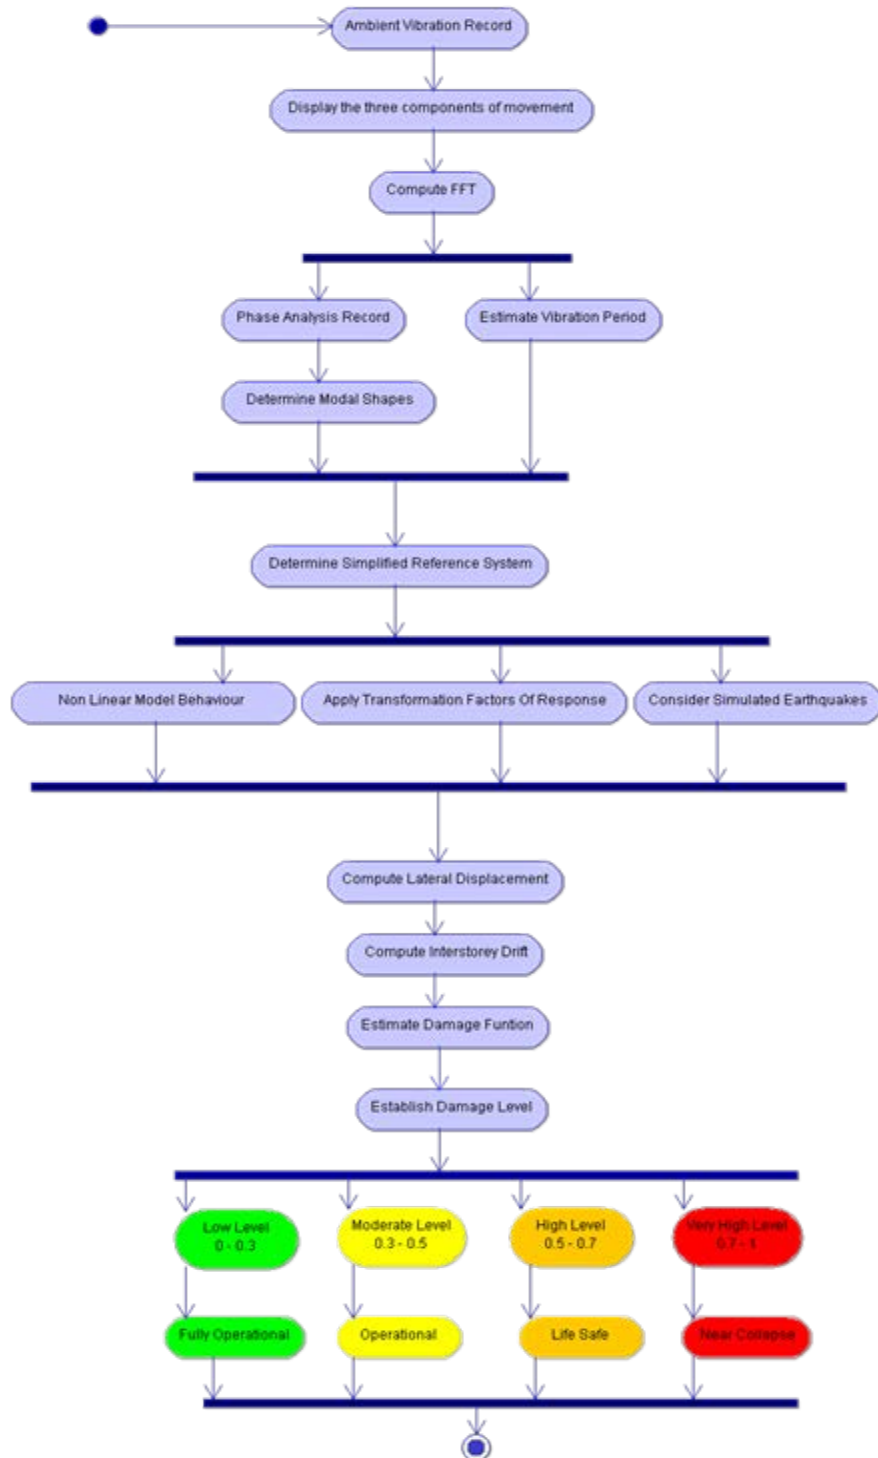 Ambient Vibration Record
Display the three components of movement
Compute FFT
Phase Analysis Record
Estimate Vibration Period
Determine Modal Shapes
Determine Simplified Reference System
Non Linear Model Behaviour
Apply Transformation Factors Of Response
Consider Simulated Earthquakes
Compute Lateral Displacement
Compute Interstorey Drift
Estimate Damage Funtion
Establish Damage Level
Low Level
0 - 0.3
Moderate Level
0.3 - 0.5
High Level
0.5 - 0.7
Very High Level
0.7 - 1
Fully Operational
Operational
Life Safe
Near Collapse